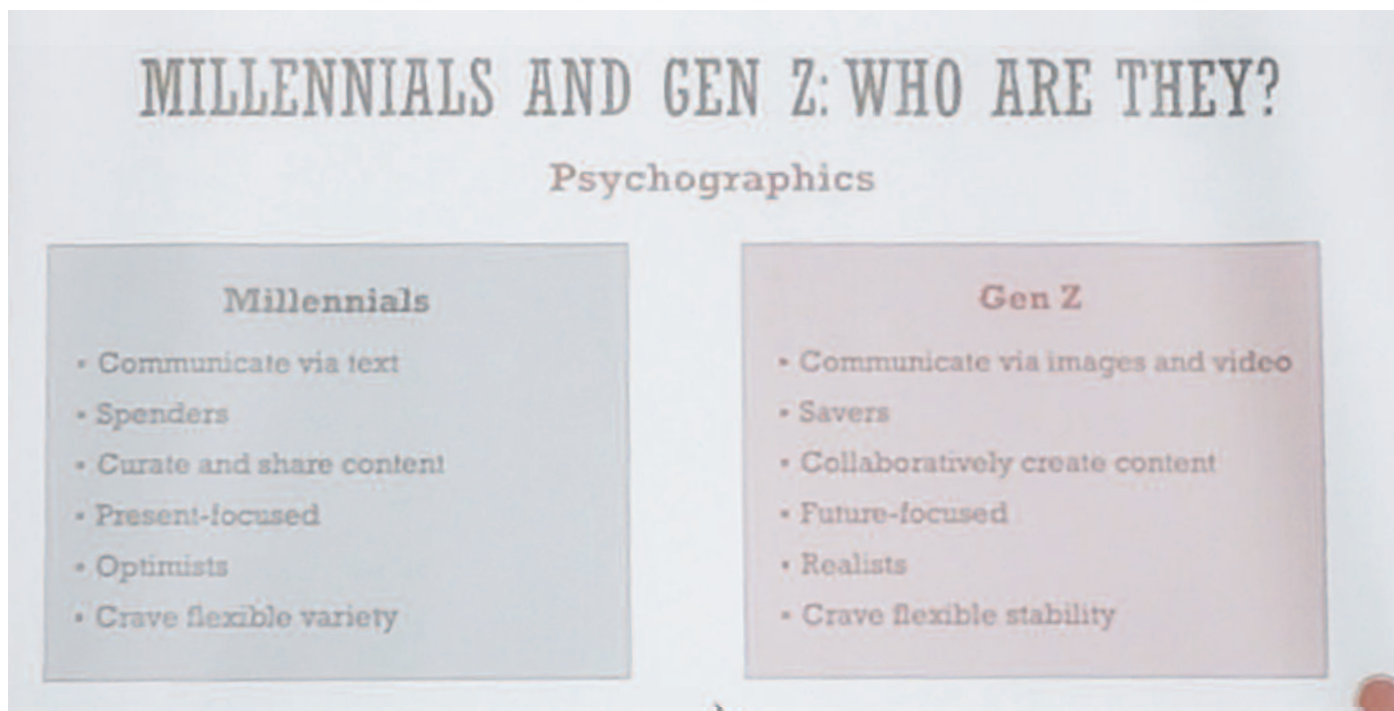 MILLENNIALS AND GEN Z: WHO ARE THEY?
Psychographics
Millennials
• Communicate via text
• Spenders
• Curate and share content
• Present-focused
• Optimists
• Crave flexible variety
Gen Z
• Communicate via images and video
• Savers
• Collaboratively create content
• Future-focused
• Realists
• Crave flexible stability